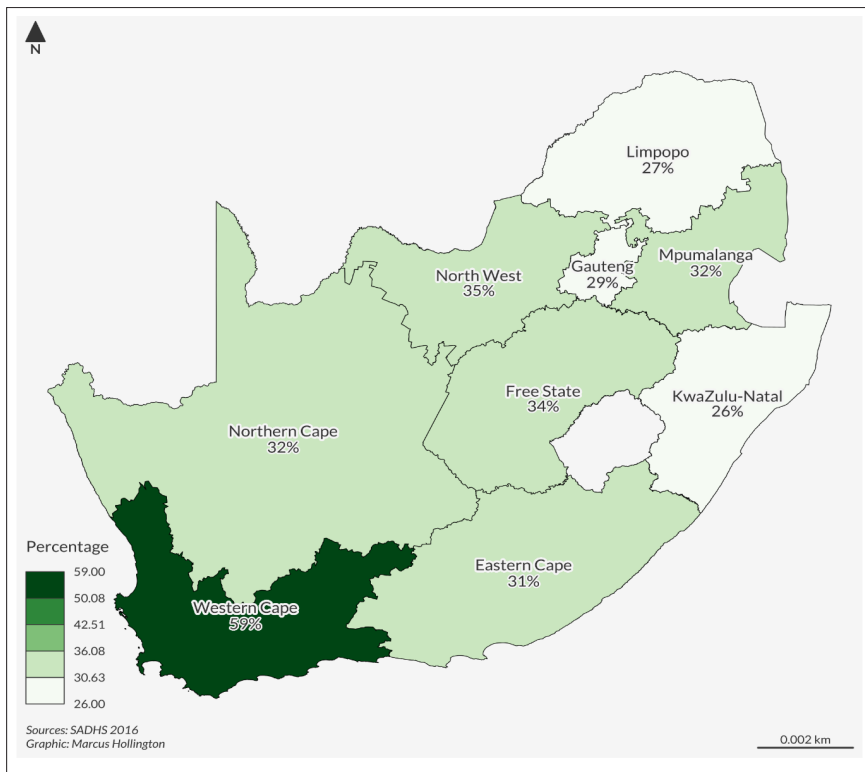 N
Limpopo
27%
Mpumalanga
32%
Gauteng
29%
North West
35%
Free State
34%
KwaZulu-Natal
26%
Northern Cape
32%
Eastern Cape
31%
Western Cape
59%
Percentage
59.00
50.08
42.51
36.08
30.63
26.00
Sources: SADHS 2016
Graphic: Marcus Hollington
0.002 km